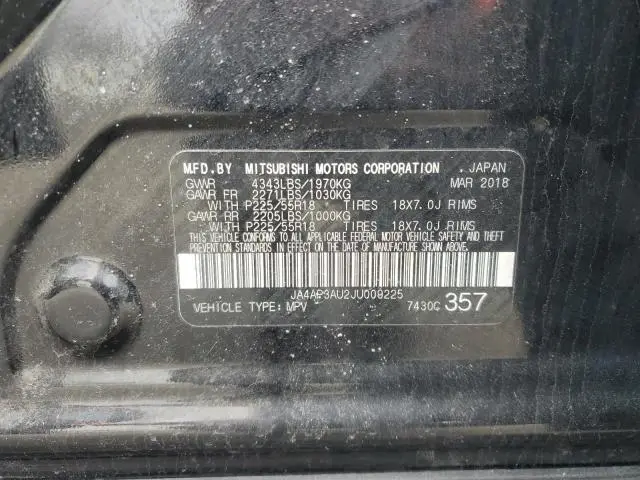 MFD.BY MITSUBISHI MOTORS CORPORATION , JAPAN
GVWR 4343LBS/1970KG MAR 2018
GAWR FR 2271LBS/1030KG
WITH P225/55R18 TIRES 18X7.0J RIMS
GAWR RR 2205LBS/1000KG
WITH P225/55R18 TIRES 18X7.0J RIMS
THIS VEHICLE CONFORMS TO ALL APPLICABLE FEDERAL MOTOR VEHICLE SAFETY AND THEFT
PREVENTION STANDARDS IN EFFECT ON THE DATE OF MANUFACTURE SHOWN ABOVE.
JA4AP3AU2JU009225
VEHICLE TYPE: MPV 7430C 357